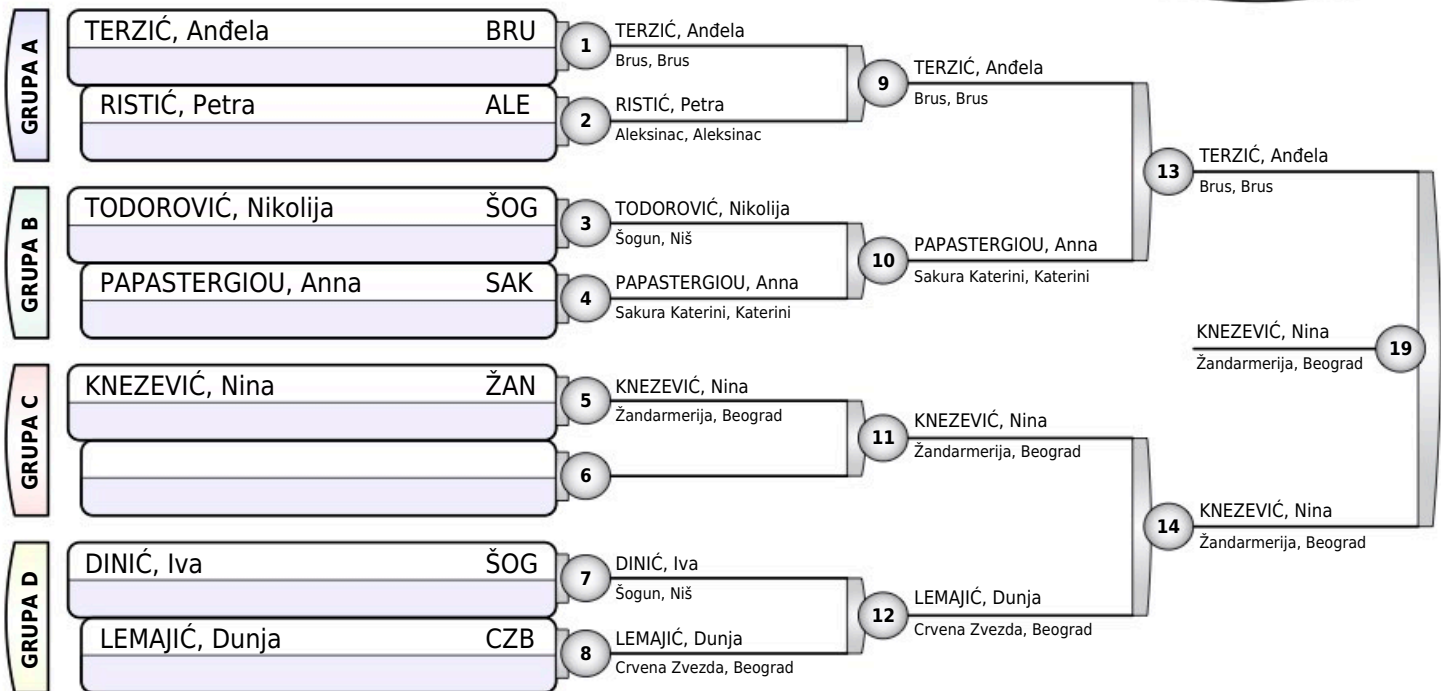 GRUPA A
TERZIĆ, Anđela BRU
RISTIĆ, Petra ALE
GRUPA B
TODOROVIĆ, Nikolija ŠOG
PAPASTERGIOU, Anna SAK
GRUPA C
KNEZEVIĆ, Nina ŽAN
GRUPA D
DINIĆ, Iva ŠOG
LEMAJIĆ, Dunja CZB
1
TERZIĆ, Anđela
Brus, Brus
2
RISTIĆ, Petra
Aleksinac, Aleksinac
3
TODOROVIĆ, Nikolija
Šogun, Niš
4
PAPASTERGIOU, Anna
Sakura Katerini, Katerini
5
KNEZEVIĆ, Nina
Žandarmerija, Beograd
6
7
DINIĆ, Iva
Šogun, Niš
8
LEMAJIĆ, Dunja
Crvena Zvezda, Beograd
9
TERZIĆ, Anđela
Brus, Brus
10
PAPASTERGIOU, Anna
Sakura Katerini, Katerini
11
KNEZEVIĆ, Nina
Žandarmerija, Beograd
12
LEMAJIĆ, Dunja
Crvena Zvezda, Beograd
13
TERZIĆ, Anđela
Brus, Brus
14
KNEZEVIĆ, Nina
Žandarmerija, Beograd
KNEZEVIĆ, Nina
Žandarmerija, Beograd
19